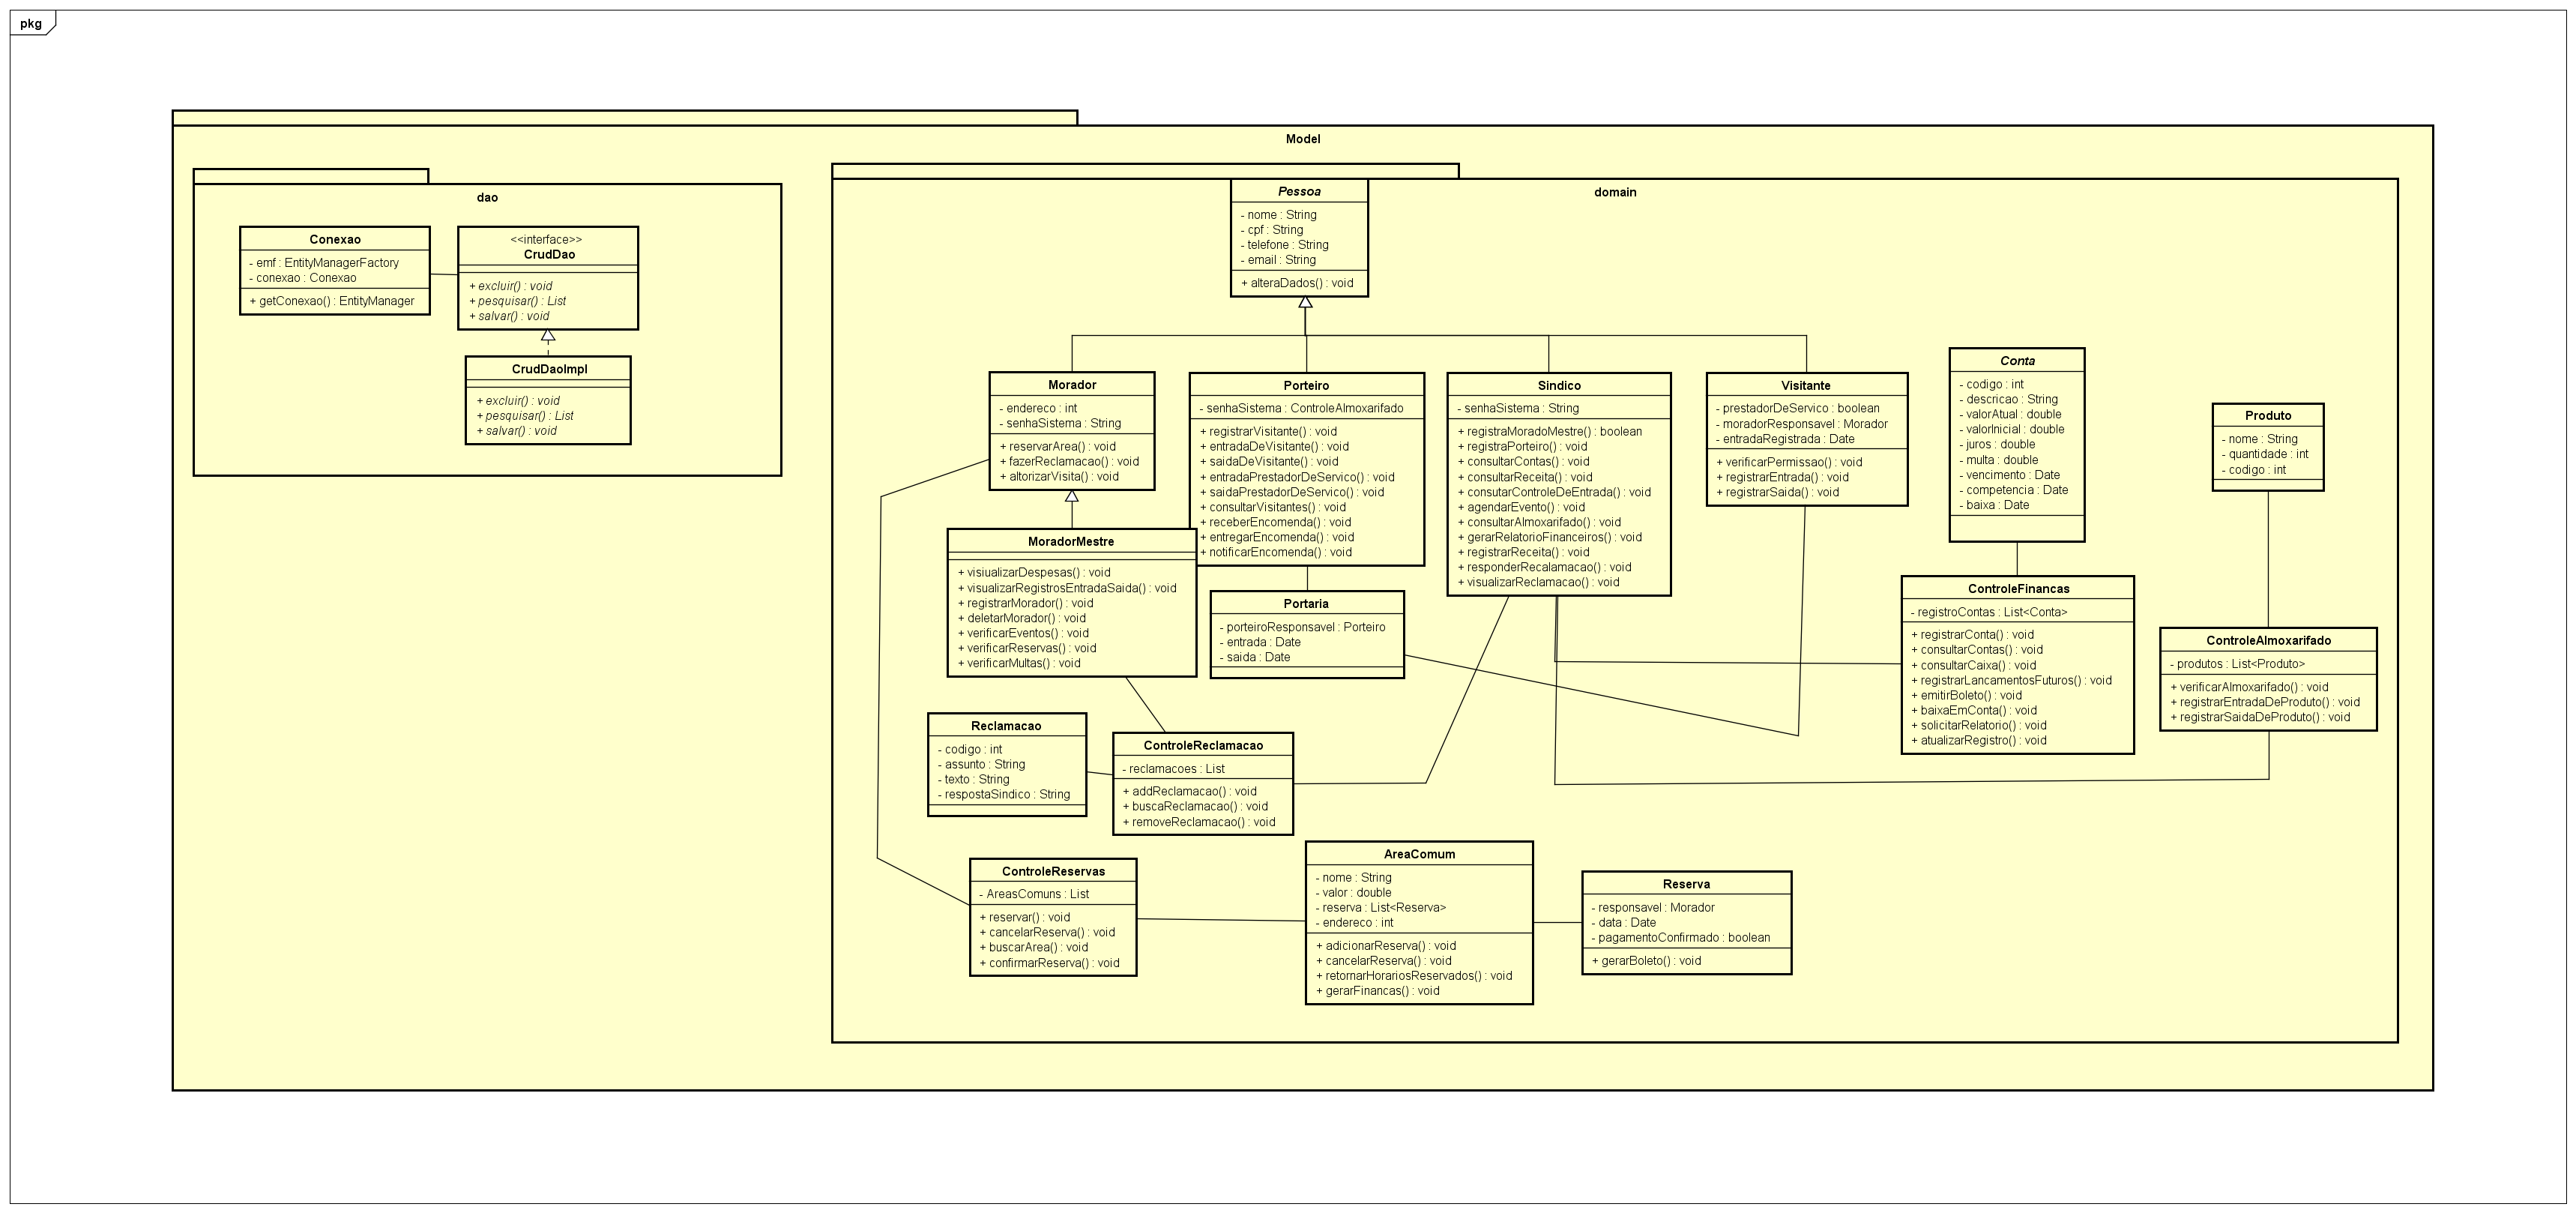 pkg
Model
dao
Conexao
- emf : EntityManagerFactory
- conexao : Conexao
+ getConexao() : EntityManager
<<interface>>
CrudDao
+ excluir() : void
+ pesquisar() : List
+ salvar() : void
CrudDaoImpl
+ excluir() : void
+ pesquisar() : List
+ salvar() : void
domain
Pessoa
- nome : String
- cpf : String
- telefone : String
- email : String
+ alteraDados() : void
Morador
- endereco : int
- senhaSistema : String
+ reservarArea() : void
+ fazerReclamacao() : void
+ altorizarVisita() : void
Porteiro
- senhaSistema : ControleAlmoxarifado
+ registrarVisitante() : void
+ entradaDeVisitante() : void
+ saidaDeVisitante() : void
+ entradaPrestadorDeServico() : void
+ saidaPrestadorDeServico() : void
+ consultarVisitantes() : void
+ receberEncomenda() : void
+ entregarEncomenda() : void
+ notificarEncomenda() : void
Sindico
- senhaSistema : String
+ registraMoradoMestre() : boolean
+ registraPorteiro() : void
+ consultarContas() : void
+ consultarReceita() : void
+ consutarControleDeEntrada() : void
+ agendarEvento() : void
+ consultarAlmoxarifado() : void
+ gerarRelatorioFinanceiros() : void
+ registrarReceita() : void
+ responderRecalamacao() : void
+ visualizarReclamacao() : void
Visitante
- prestadorDeServico : boolean
- moradorResponsavel : Morador
- entradaRegistrada : Date
+ verificarPermissao() : void
+ registrarEntrada() : void
+ registrarSaida() : void
Conta
- codigo : int
- descricao : String
- valorAtual : double
- valorInicial : double
- juros : double
- multa : double
- vencimento : Date
- competencia : Date
- baixa : Date
Produto
- nome : String
- quantidade : int
- codigo : int
MoradorMestre
+ visiualizarDespesas() : void
+ visualizarRegistrosEntradaSaida() : void
+ registrarMorador() : void
+ deletarMorador() : void
+ verificarEventos() : void
+ verificarReservas() : void
+ verificarMultas() : void
Portaria
- porteiroResponsavel : Porteiro
- entrada : Date
- saida : Date
ControleFinancas
- registroContas : List<Conta>
+ registrarConta() : void
+ consultarContas() : void
+ consultarCaixa() : void
+ registrarLancamentosFuturos() : void
+ emitirBoleto() : void
+ baixaEmConta() : void
+ solicitarRelatorio() : void
+ atualizarRegistro() : void
ControleAlmoxarifado
- produtos : List<Produto>
+ verificarAlmoxarifado() : void
+ registrarEntradaDeProduto() : void
+ registrarSaidaDeProduto() : void
Reclamacao
- codigo : int
- assunto : String
- texto : String
- respostaSindico : String
ControleReclamacao
- reclamacoes : List
+ addReclamacao() : void
+ buscaReclamacao() : void
+ removeReclamacao() : void
ControleReservas
- AreasComuns : List
+ reservar() : void
+ cancelarReserva() : void
+ buscarArea() : void
+ confirmarReserva() : void
AreaComum
- nome : String
- valor : double
- reserva : List<Reserva>
- endereco : int
+ adicionarReserva() : void
+ cancelarReserva() : void
+ retornarHorariosReservados() : void
+ gerarFinancas() : void
Reserva
- responsavel : Morador
- data : Date
- pagamentoConfirmado : boolean
+ gerarBoleto() : void